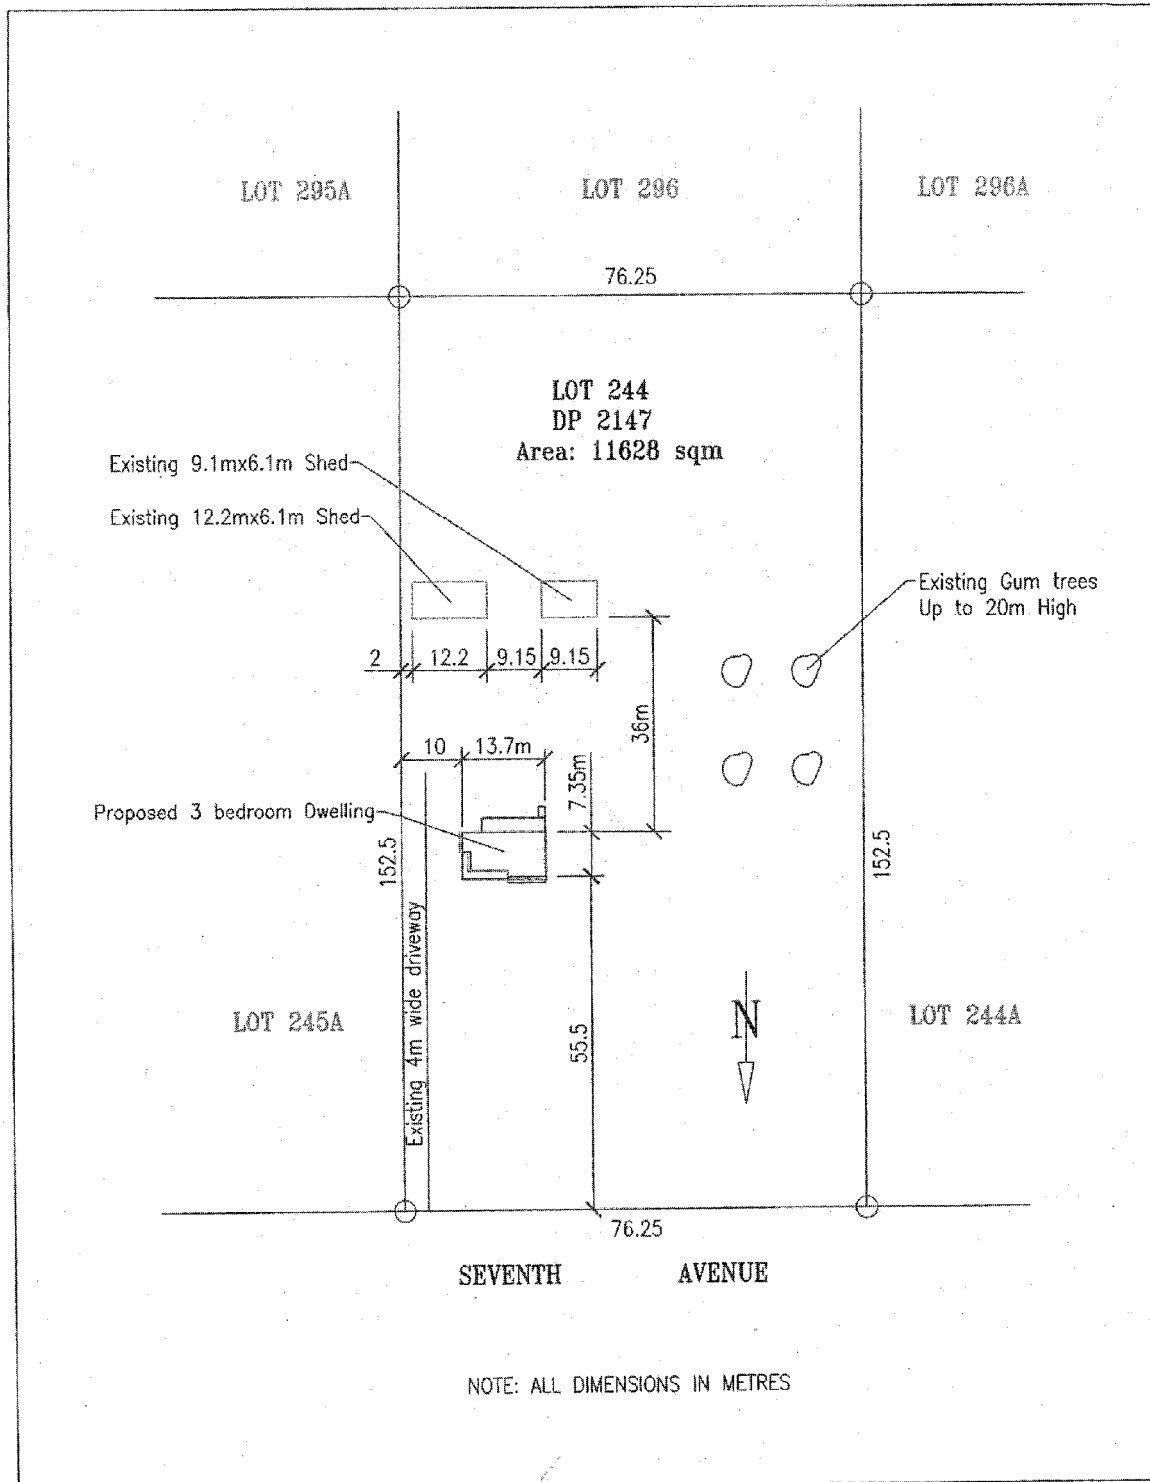 LOT 295A
LOT 296
LOT 296A
76.25
LOT 244
DP 2147
Area: 11628 sqm
Existing 9.1mx6.1m Shed
Existing 12.2mx6.1m Shed
Existing Gum trees
Up to 20m High
2
12.2
9.15
9.15
36m
10
13.7m
7.35m
Proposed 3 bedroom Dwelling
152.5
152.5
Existing 4m wide driveway
55.5
N
LOT 245A
LOT 244A
76.25
SEVENTH AVENUE
NOTE: ALL DIMENSIONS IN METRES